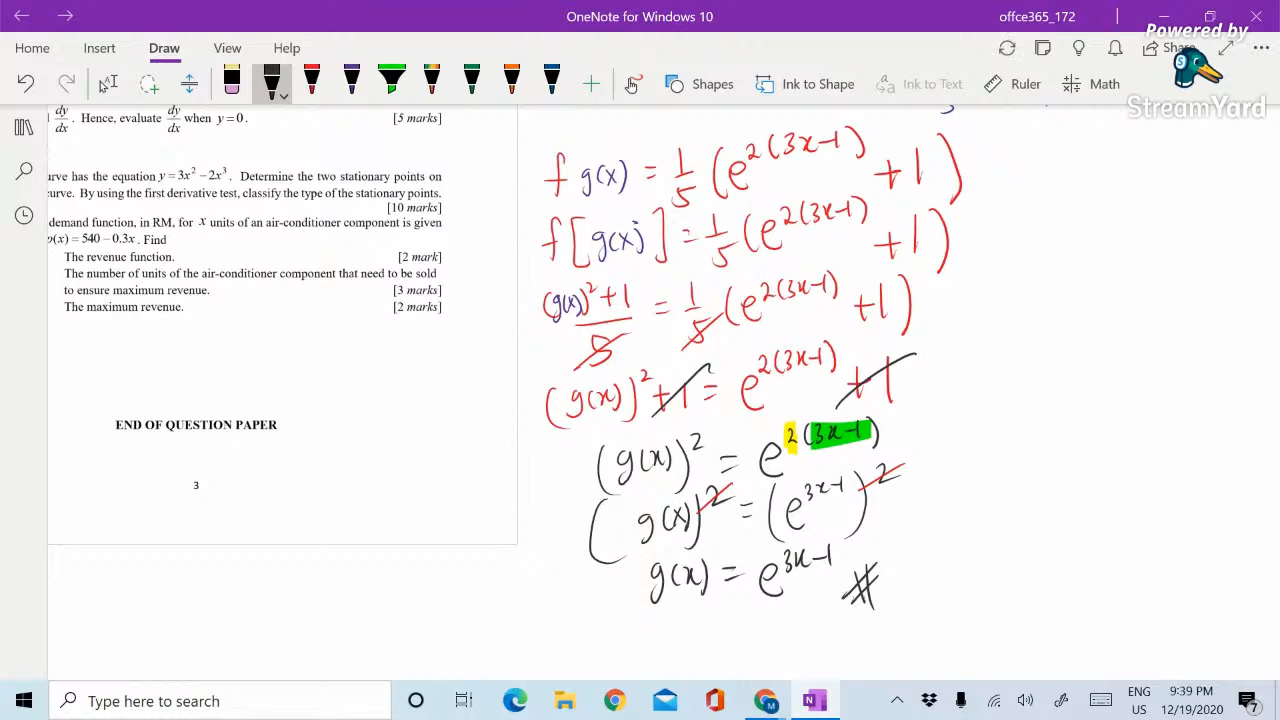 OneNote for Windows 10
offce365_172
Powered by
StreamYard
Home Insert Draw View Help
Share
Shapes Ink to Shape Ink to Text Ruler Math
dy/dx. Hence, evaluate dy/dx when y = 0. [5 marks]
urve has the equation y = 3x² − 2x³. Determine the two stationary points on
curve. By using the first derivative test, classify the type of the stationary points.
[10 marks]
demand function, in RM, for x units of an air-conditioner component is given
(x) = 540 − 0.3x. Find
The revenue function. [2 mark]
The number of units of the air-conditioner component that need to be sold
to ensure maximum revenue. [3 marks]
The maximum revenue. [2 marks]
END OF QUESTION PAPER
3
f g(x) = 1/5 (e^2(3x−1) + 1)
f[g(x)] = 1/5 (e^2(3x−1) + 1)
(g(x))² + 1 / 5 = 1/5 (e^2(3x−1) + 1)
(g(x))² + 1 = e^2(3x−1) + 1
(g(x))² = e^2(3x−1)
(g(x))² = (e^3x−1)²
g(x) = e^3x−1 #
Type here to search
ENG
US
9:39 PM
12/19/2020
7